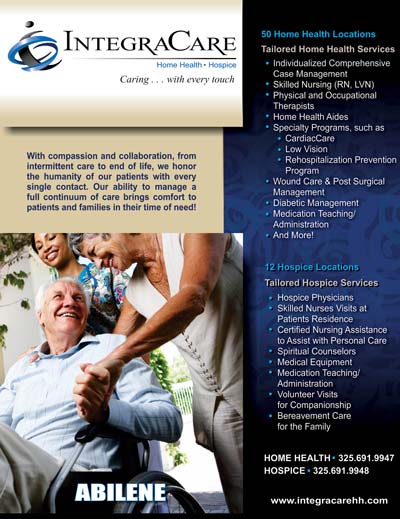 INTEGRACARE
Home Health • Hospice
Caring . . . with every touch
With compassion and collaboration, from
intermittent care to end of life, we honor
the humanity of our patients with every
single contact. Our ability to manage a
full continuum of care brings comfort to
patients and families in their time of need!
50 Home Health Locations
Tailored Home Health Services
• Individualized Comprehensive
Case Management
• Skilled Nursing (RN, LVN)
• Physical and Occupational
Therapists
• Home Health Aides
• Specialty Programs, such as
• CardiacCare
• Low Vision
• Rehospitalization Prevention
Program
• Wound Care & Post Surgical
Management
• Diabetic Management
• Medication Teaching/
Administration
• And More!
12 Hospice Locations
Tailored Hospice Services
• Hospice Physicians
• Skilled Nurses Visits at
Patients Residence
• Certified Nursing Assistance
to Assist with Personal Care
• Spiritual Counselors
• Medical Equipment
• Medication Teaching/
Administration
• Volunteer Visits
for Companionship
• Bereavement Care
for the Family
HOME HEALTH • 325.691.9947
HOSPICE • 325.691.9948
www.integracarehh.com
ABILENE